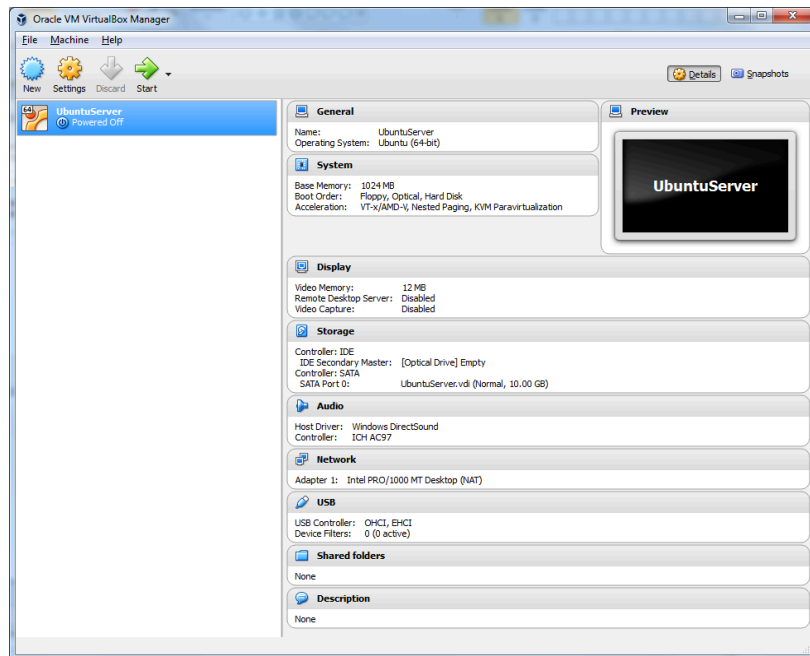 Oracle VM VirtualBox Manager
File Machine Help
New Settings Discard Start
Details Snapshots
64
UbuntuServer
Powered Off
General
Name: UbuntuServer
Operating System: Ubuntu (64-bit)
System
Base Memory: 1024 MB
Boot Order: Floppy, Optical, Hard Disk
Acceleration: VT-x/AMD-V, Nested Paging, KVM Paravirtualization
Preview
UbuntuServer
Display
Video Memory: 12 MB
Remote Desktop Server: Disabled
Video Capture: Disabled
Storage
Controller: IDE
IDE Secondary Master: [Optical Drive] Empty
Controller: SATA
SATA Port 0: UbuntuServer.vdi (Normal, 10.00 GB)
Audio
Host Driver: Windows DirectSound
Controller: ICH AC97
Network
Adapter 1: Intel PRO/1000 MT Desktop (NAT)
USB
USB Controller: OHCI, EHCI
Device Filters: 0 (0 active)
Shared folders
None
Description
None